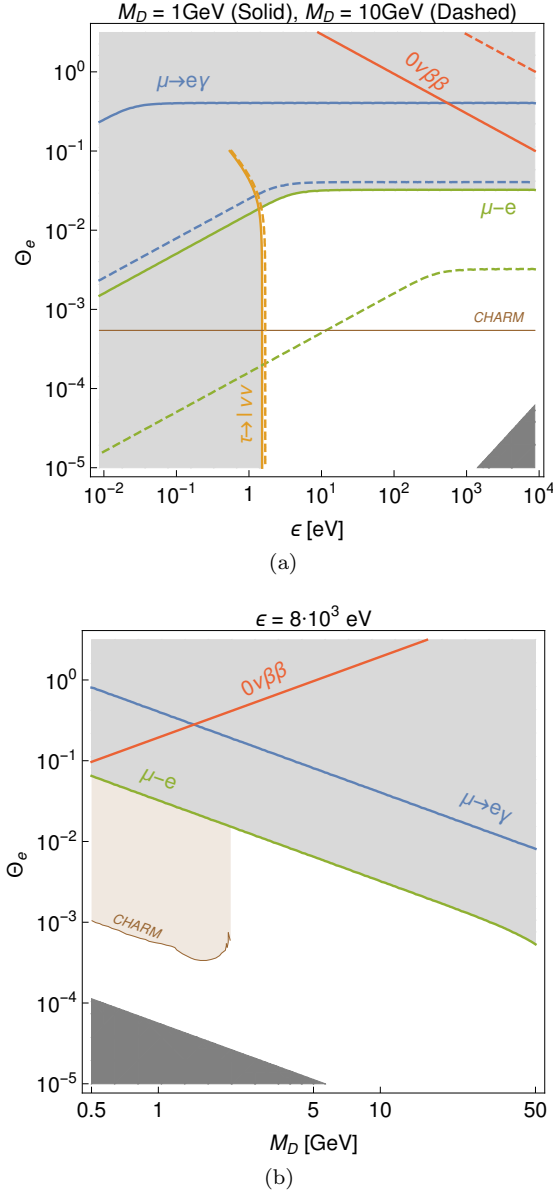 M_D = 1GeV (Solid), M_D = 10GeV (Dashed)
10^0
10^-1
10^-2
10^-3
10^-4
10^-5
Θ_e
μ→eγ
0νββ
μ−e
CHARM
τ→lνν
10^-2
10^-1
1
10^1
10^2
10^3
10^4
ϵ [eV]
(a)
ϵ = 8·10^3 eV
10^0
10^-1
10^-2
10^-3
10^-4
10^-5
Θ_e
0νββ
μ−e
μ→eγ
CHARM
0.5
1
5
10
50
M_D [GeV]
(b)